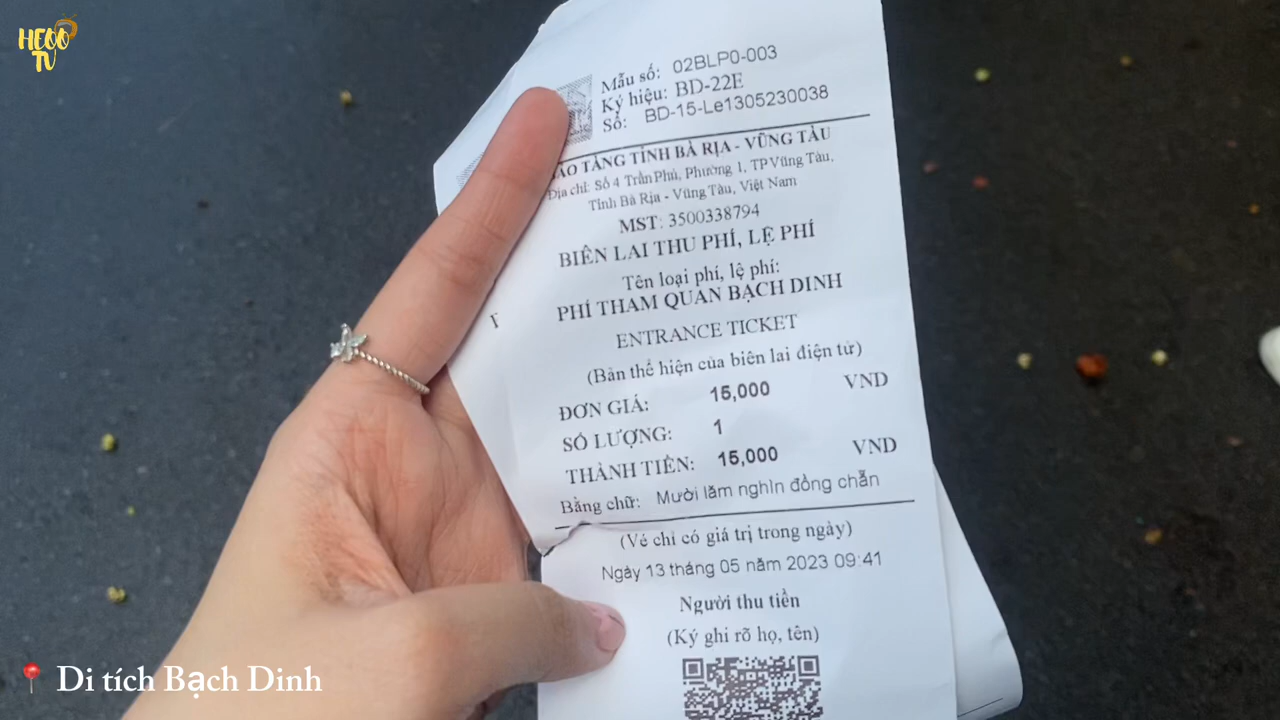 HEOO
TV
Mẫu số: 02BLP0-003
Ký hiệu: BD-22E
Số: BD-15-Le1305230038
TÀNG TỈNH BÀ RỊA - VŨNG TÀU
Địa chỉ: Số 4 Trần Phú, Phường 1, TP Vũng Tàu,
Tỉnh Bà Rịa - Vũng Tàu, Việt Nam
MST: 3500338794
BIÊN LAI THU PHÍ, LỆ PHÍ
Tên loại phí, lệ phí:
PHÍ THAM QUAN BẠCH DINH
ENTRANCE TICKET
(Bản thể hiện của biên lai điện tử)
ĐƠN GIÁ: 15,000 VND
SỐ LƯỢNG: 1
THÀNH TIỀN: 15,000 VND
Bằng chữ: Mười lăm nghìn đồng chẵn
(Vé chỉ có giá trị trong ngày)
Ngày 13 tháng 05 năm 2023 09:41
Người thu tiền
(Ký ghi rõ họ, tên)
Di tích Bạch Dinh